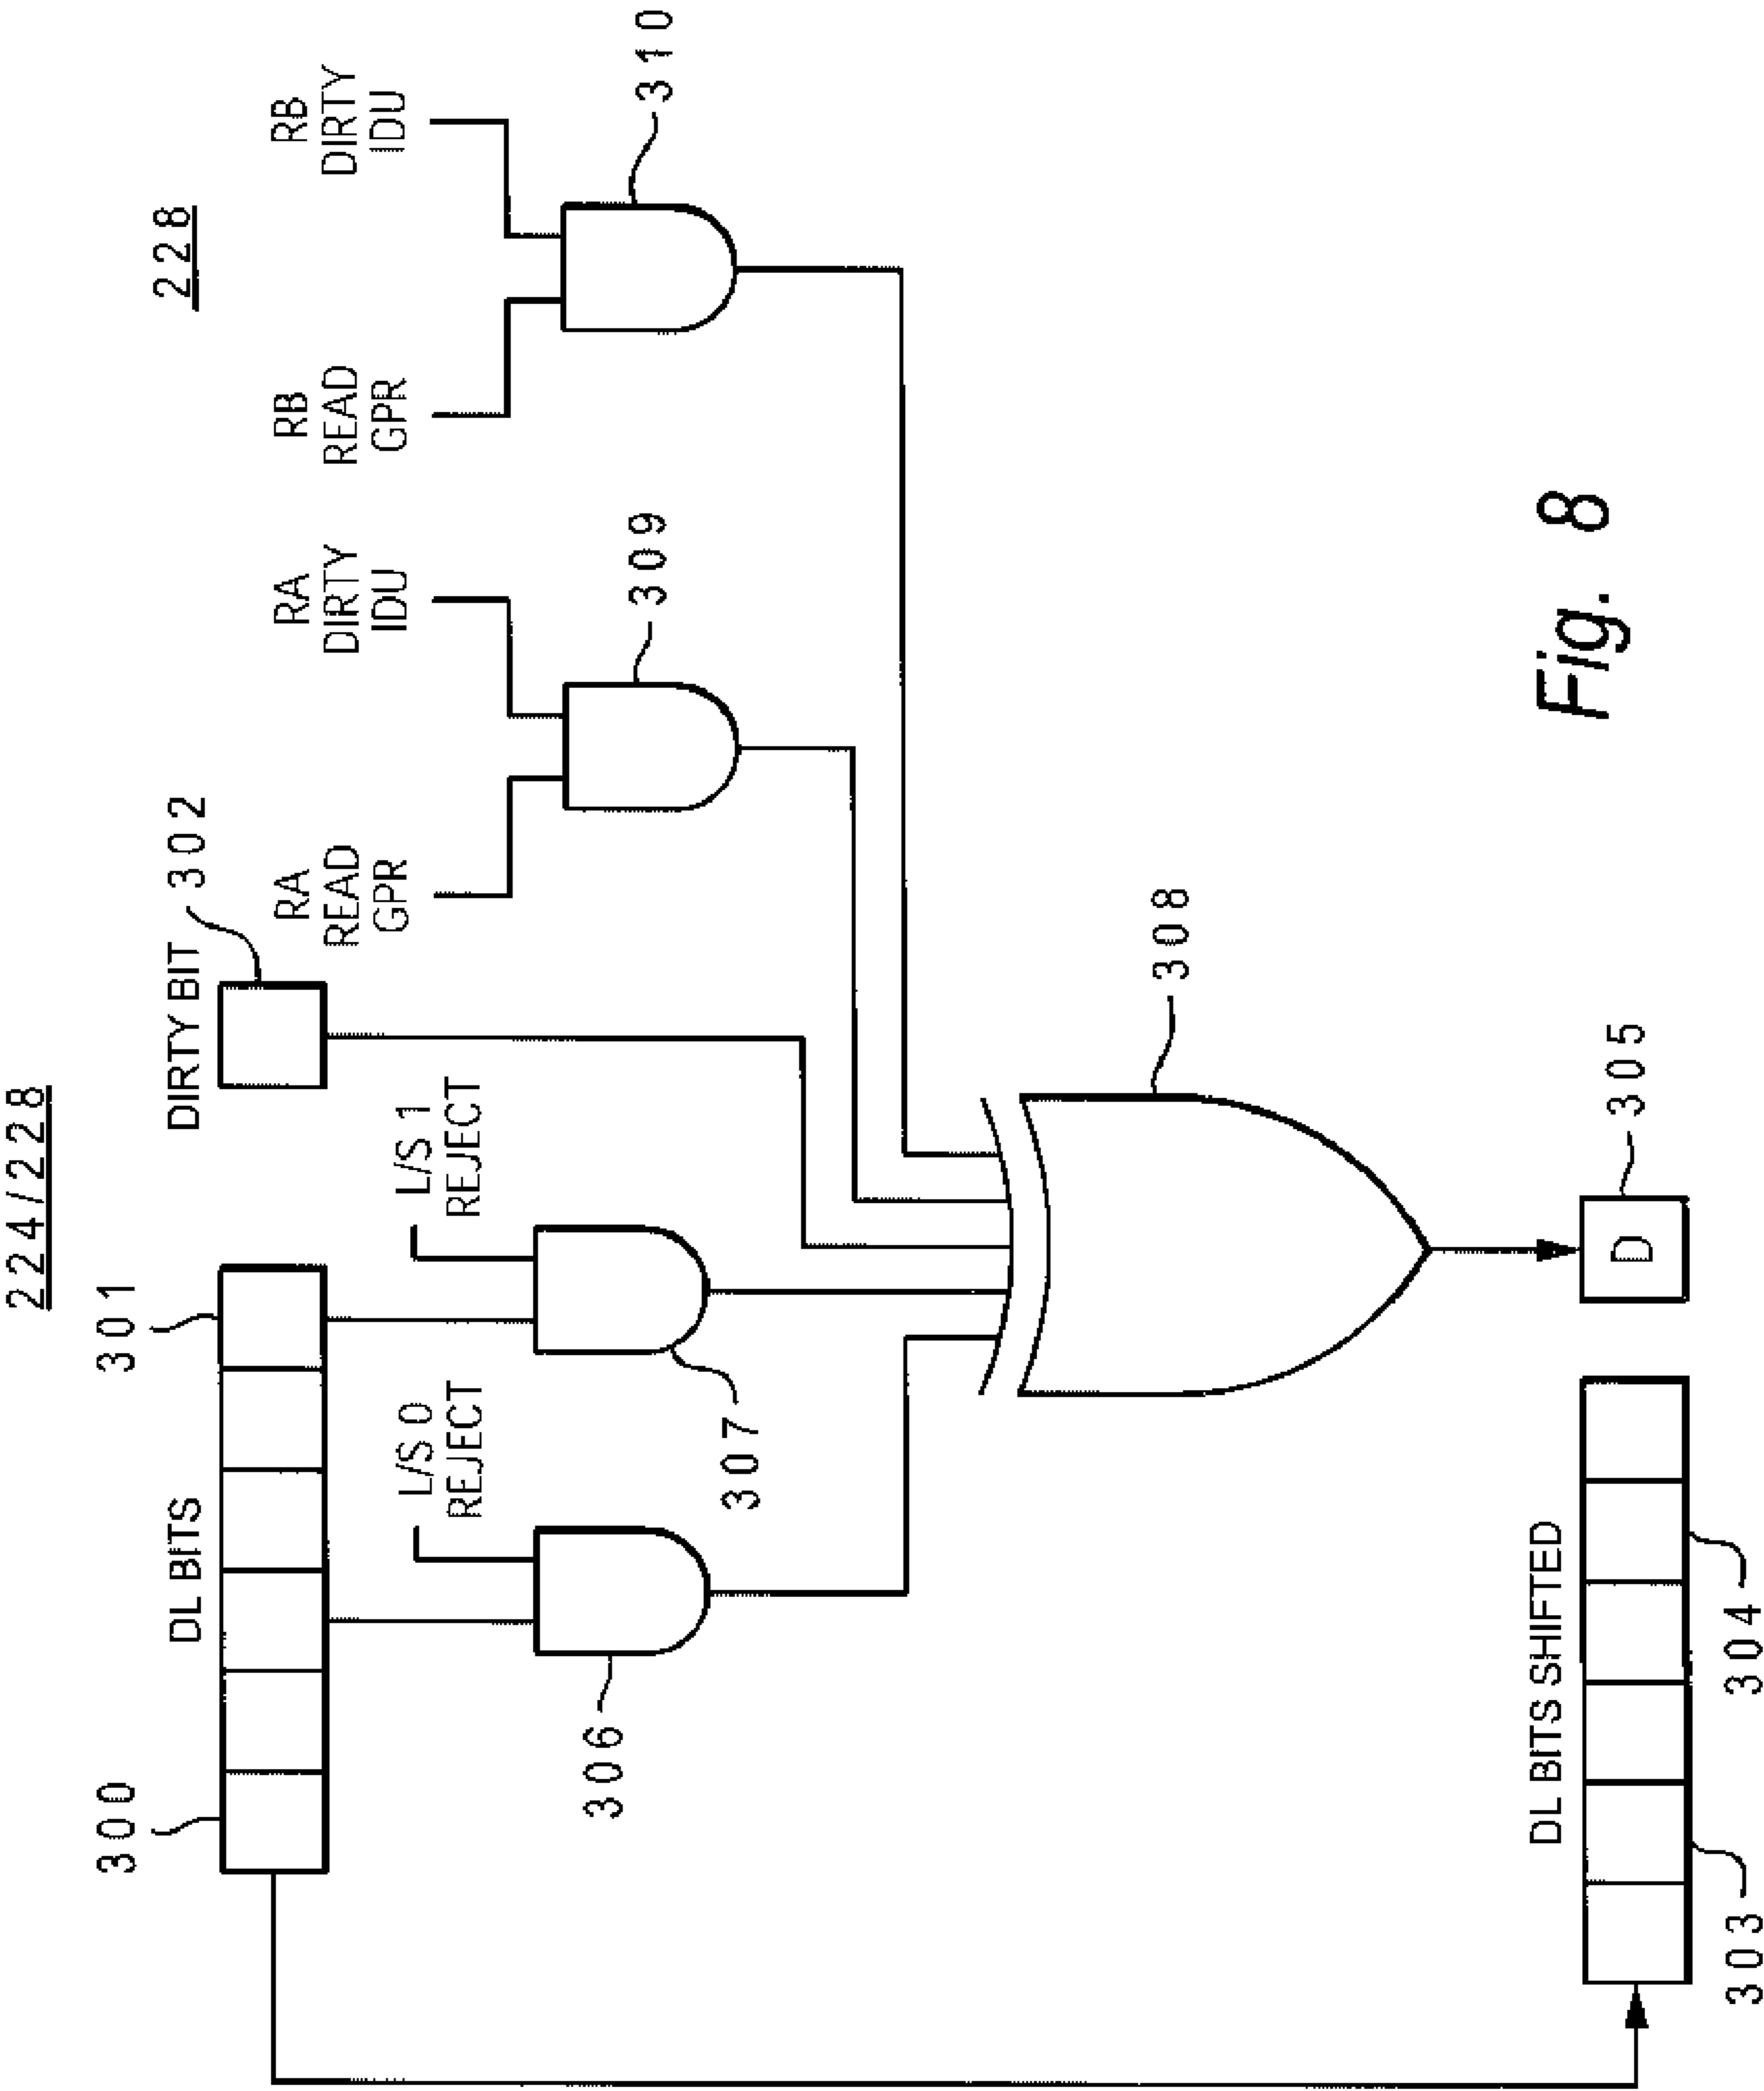 224/228
228
300
301
DL BITS
DIRTY BIT
302
L/S 0
REJECT
L/S 1
REJECT
RA
READ
GPR
RA
DIRTY
IDU
RB
READ
GPR
RB
DIRTY
IDU
306
307
309
310
308
DL BITS SHIFTED
303
304
D
305
Fig. 8